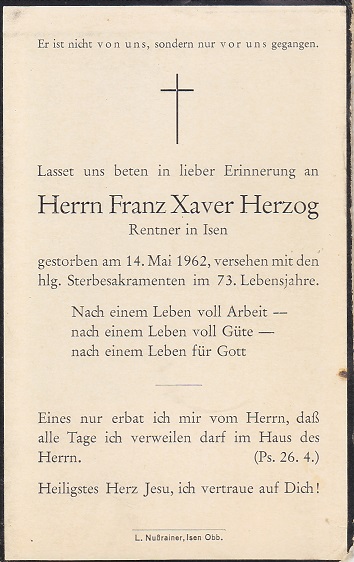 Er ist nicht von uns, sondern nur vor uns gegangen.
Lasset uns beten in lieber Erinnerung an
Herrn Franz Xaver Herzog
Rentner in Isen
gestorben am 14. Mai 1962, versehen mit den
hlg. Sterbesakramenten im 73. Lebensjahre.
Nach einem Leben voll Arbeit —
nach einem Leben voll Güte —
nach einem Leben für Gott
Eines nur erbat ich mir vom Herrn, daß
alle Tage ich verweilen darf im Haus des
Herrn. (Ps. 26. 4.)
Heiligstes Herz Jesu, ich vertraue auf Dich!
L. Nußrainer, Isen Obb.